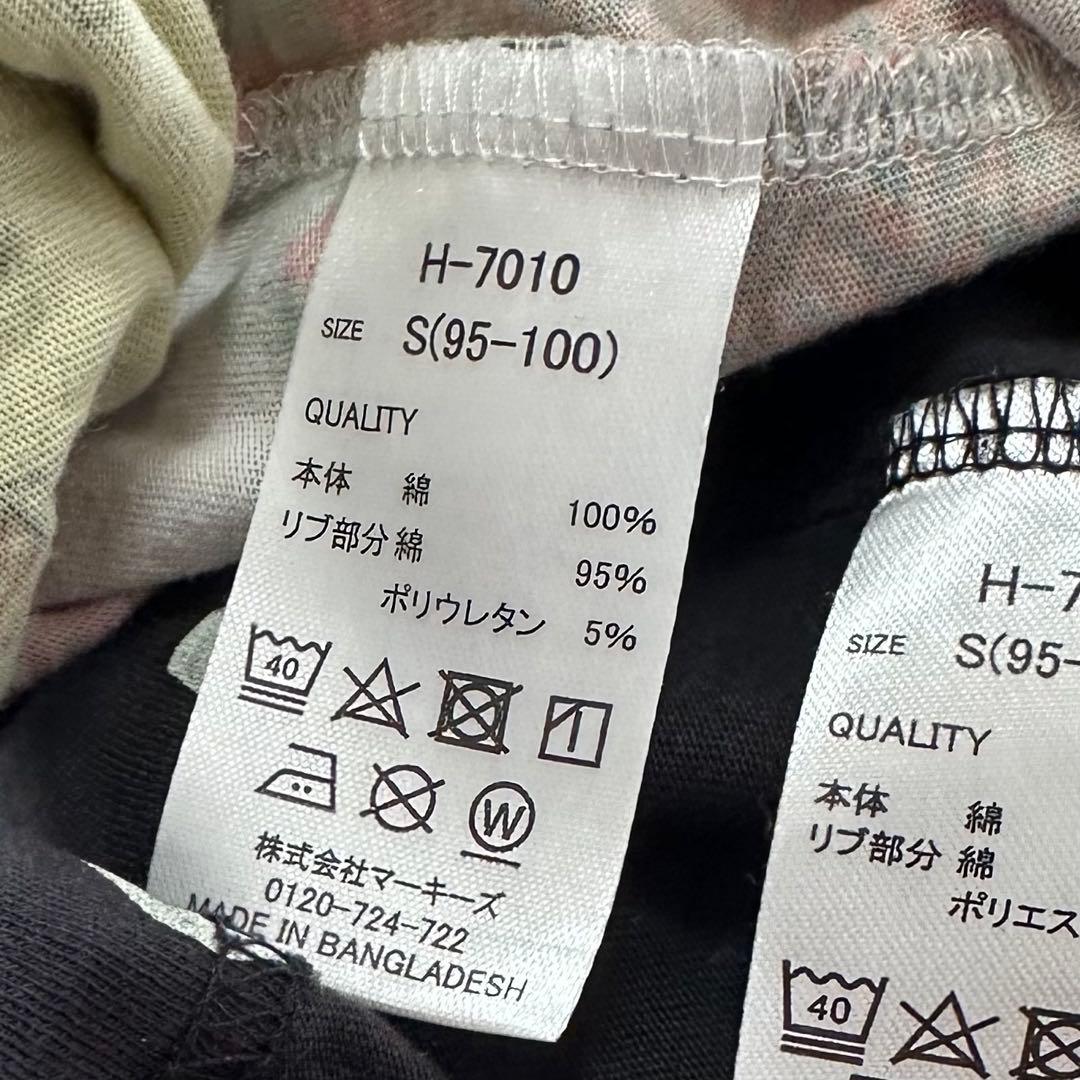 H-7010
SIZE S(95-100)
QUALITY
本体 綿 100%
リブ部分 綿 95%
ポリウレタン 5%
40
W
株式会社マーキーズ
0120-724-722
MADE IN BANGLADESH
H-7
SIZE S(95-
QUALITY
本体 綿
リブ部分 綿
ポリエス
40